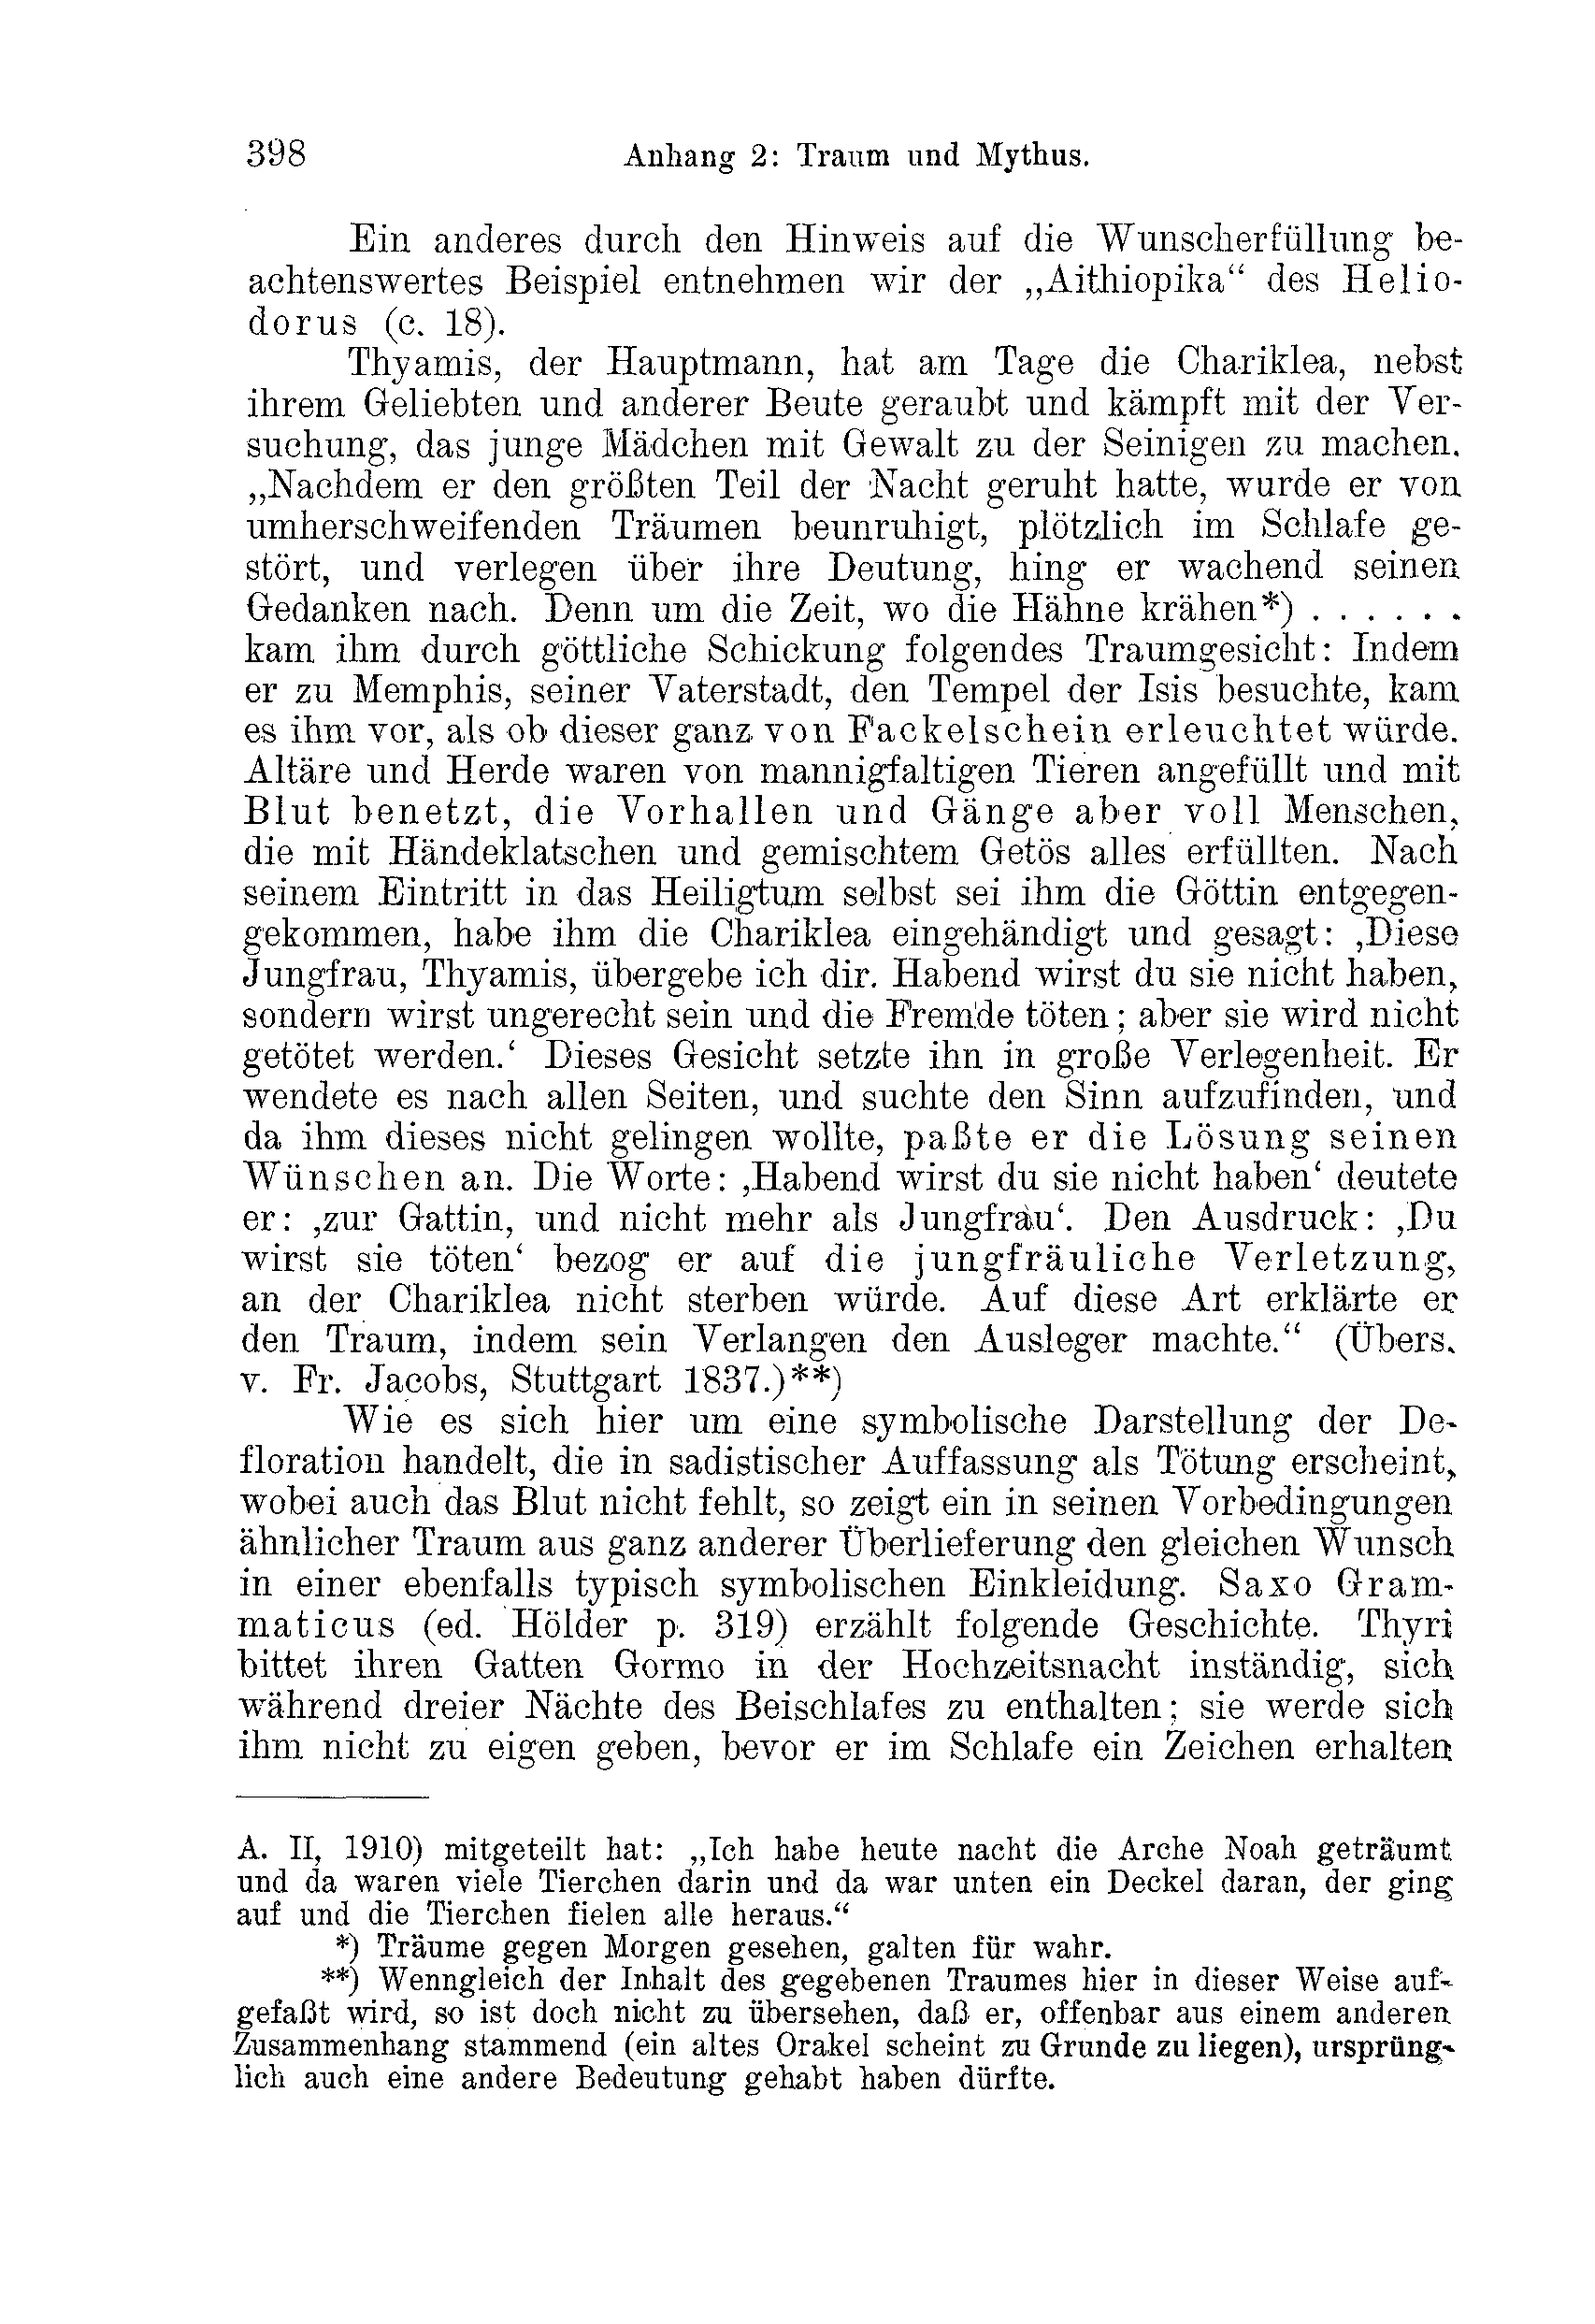 398 Anhang 2: Traum und Mythus.
Ein anderes durch den Hinweis auf die Wunscherfüllung be-
achtenswertes Beispiel entnehmen wir der „Aithiopika“ des Helio-
dorus (c. 18).
Thyamis, der Hauptmann, hat am Tage die Chariklea, nebst
ihrem Geliebten und anderer Beute geraubt und kämpft mit der Ver-
suchung, das junge Mädchen mit Gewalt zu der Seinigen zu machen.
„Nachdem er den größten Teil der Nacht geruht hatte, wurde er von
umherschweifenden Träumen beunruhigt, plötzlich im Schlafe ge-
stört, und verlegen über ihre Deutung, hing er wachend seinen
Gedanken nach. Denn um die Zeit, wo die Hähne krähen*) . . . . . .
kam ihm durch göttliche Schickung folgendes Traumgesicht: Indem
er zu Memphis, seiner Vaterstadt, den Tempel der Isis besuchte, kam
es ihm vor, als ob dieser ganz von Fackelschein erleuchtet würde.
Altäre und Herde waren von mannigfaltigen Tieren angefüllt und mit
Blut benetzt, die Vorhallen und Gänge aber voll Menschen,
die mit Händeklatschen und gemischtem Getös alles erfüllten. Nach
seinem Eintritt in das Heiligtum selbst sei ihm die Göttin entgegen-
gekommen, habe ihm die Chariklea eingehändigt und gesagt: ‚Diese
Jungfrau, Thyamis, übergebe ich dir. Habend wirst du sie nicht haben,
sondern wirst ungerecht sein und die Fremde töten; aber sie wird nicht
getötet werden.‘ Dieses Gesicht setzte ihn in große Verlegenheit. Er
wendete es nach allen Seiten, und suchte den Sinn aufzufinden, und
da ihm dieses nicht gelingen wollte, paßte er die Lösung seinen
Wünschen an. Die Worte: ‚Habend wirst du sie nicht haben‘ deutete
er: ‚zur Gattin, und nicht mehr als Jungfrau‘. Den Ausdruck: ‚Du
wirst sie töten‘ bezog er auf die jungfräuliche Verletzung,
an der Chariklea nicht sterben würde. Auf diese Art erklärte er
den Traum, indem sein Verlangen den Ausleger machte.“ (Übers.
v. Fr. Jacobs, Stuttgart 1837.)**)
Wie es sich hier um eine symbolische Darstellung der De-
floration handelt, die in sadistischer Auffassung als Tötung erscheint,
wobei auch das Blut nicht fehlt, so zeigt ein in seinen Vorbedingungen
ähnlicher Traum aus ganz anderer Überlieferung den gleichen Wunsch
in einer ebenfalls typisch symbolischen Einkleidung. Saxo Gram-
maticus (ed. Hölder p. 319) erzählt folgende Geschichte. Thyri
bittet ihren Gatten Gormo in der Hochzeitsnacht inständig, sich
während dreier Nächte des Beischlafes zu enthalten; sie werde sich
ihm nicht zu eigen geben, bevor er im Schlafe ein Zeichen erhalten
A. II, 1910) mitgeteilt hat: „Ich habe heute nacht die Arche Noah geträumt
und da waren viele Tierchen darin und da war unten ein Deckel daran, der ging
auf und die Tierchen fielen alle heraus.“
*) Träume gegen Morgen gesehen, galten für wahr.
**) Wenngleich der Inhalt des gegebenen Traumes hier in dieser Weise auf-
gefaßt wird, so ist doch nicht zu übersehen, daß er, offenbar aus einem anderen
Zusammenhang stammend (ein altes Orakel scheint zu Grunde zu liegen), ursprüng-
lich auch eine andere Bedeutung gehabt haben dürfte.